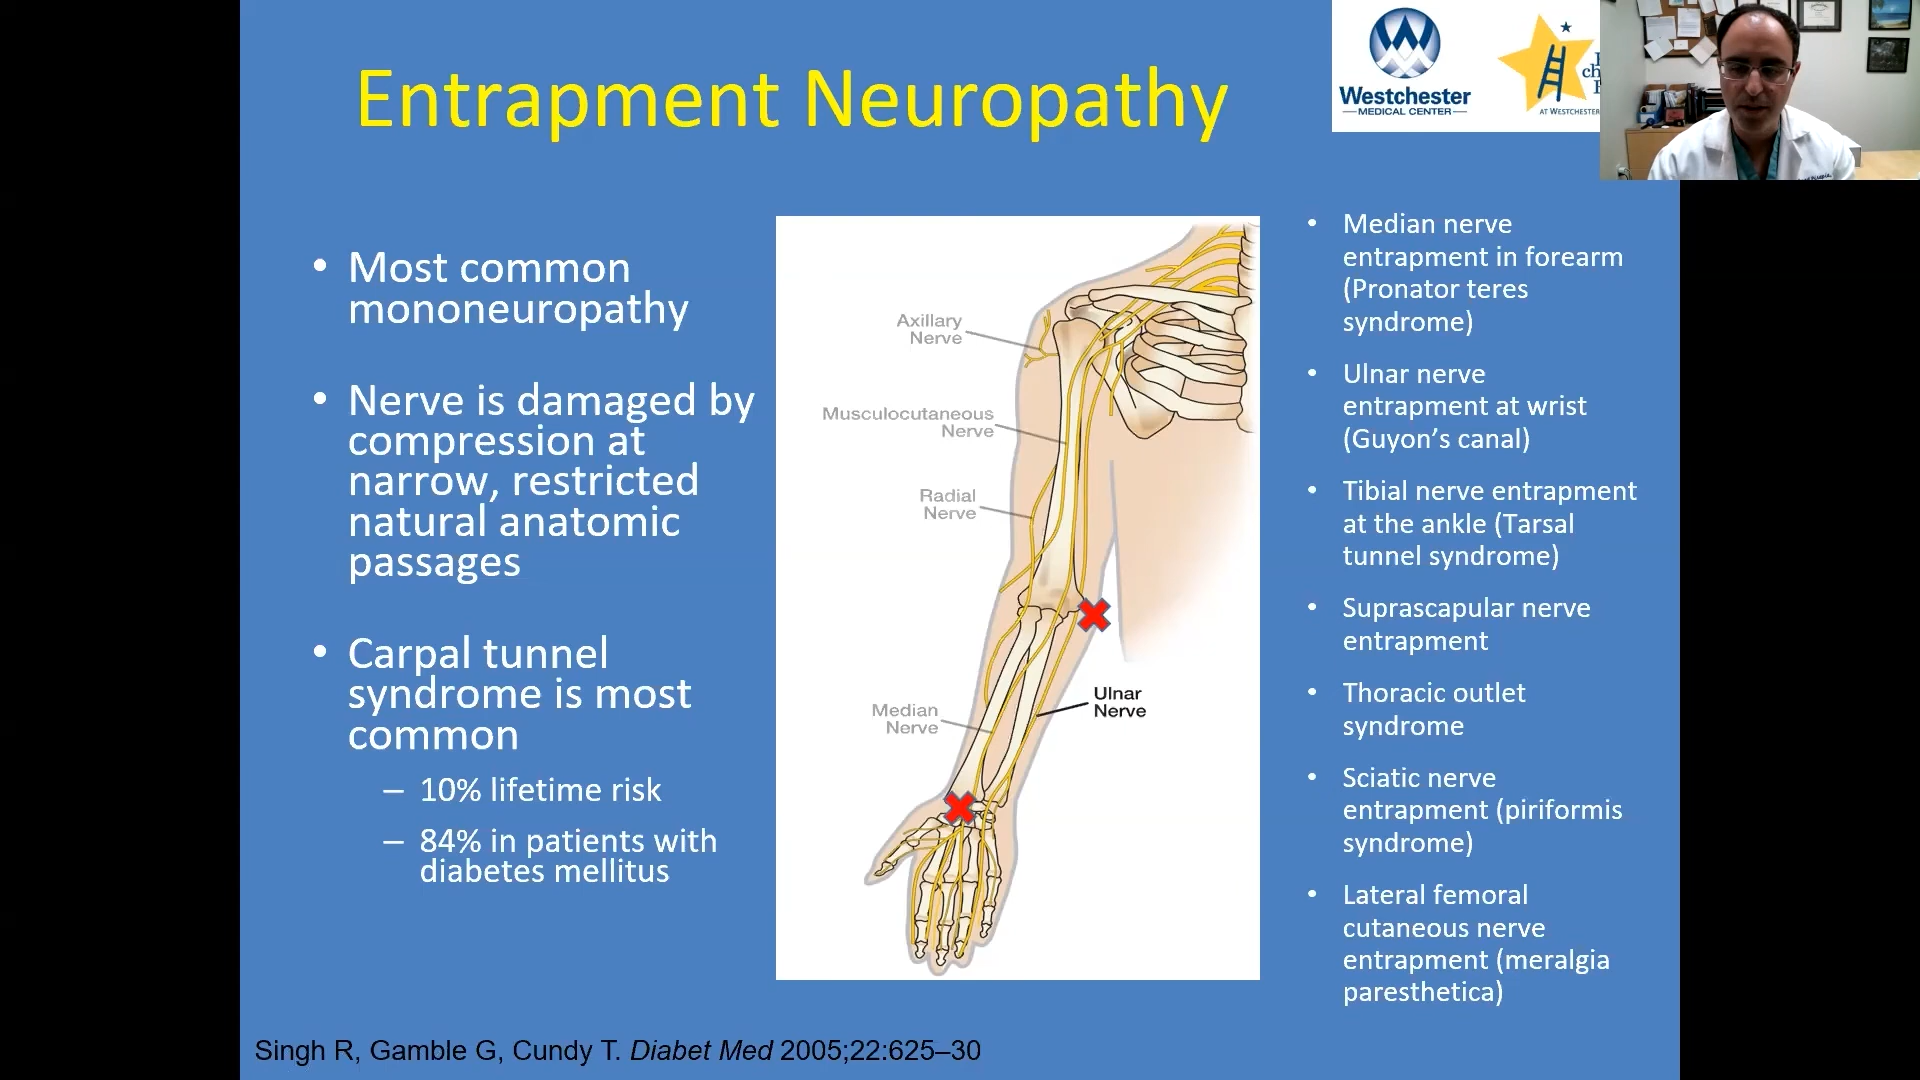 Entrapment Neuropathy
Westchester
MEDICAL CENTER
AT WESTCHESTER
• Most common
mononeuropathy
• Nerve is damaged by
compression at
narrow, restricted
natural anatomic
passages
• Carpal tunnel
syndrome is most
common
– 10% lifetime risk
– 84% in patients with
diabetes mellitus
Axillary
Nerve
Musculocutaneous
Nerve
Radial
Nerve
Median
Nerve
Ulnar
Nerve
• Median nerve
entrapment in forearm
(Pronator teres
syndrome)
• Ulnar nerve
entrapment at wrist
(Guyon’s canal)
• Tibial nerve entrapment
at the ankle (Tarsal
tunnel syndrome)
• Suprascapular nerve
entrapment
• Thoracic outlet
syndrome
• Sciatic nerve
entrapment (piriformis
syndrome)
• Lateral femoral
cutaneous nerve
entrapment (meralgia
paresthetica)
Singh R, Gamble G, Cundy T. Diabet Med 2005;22:625–30